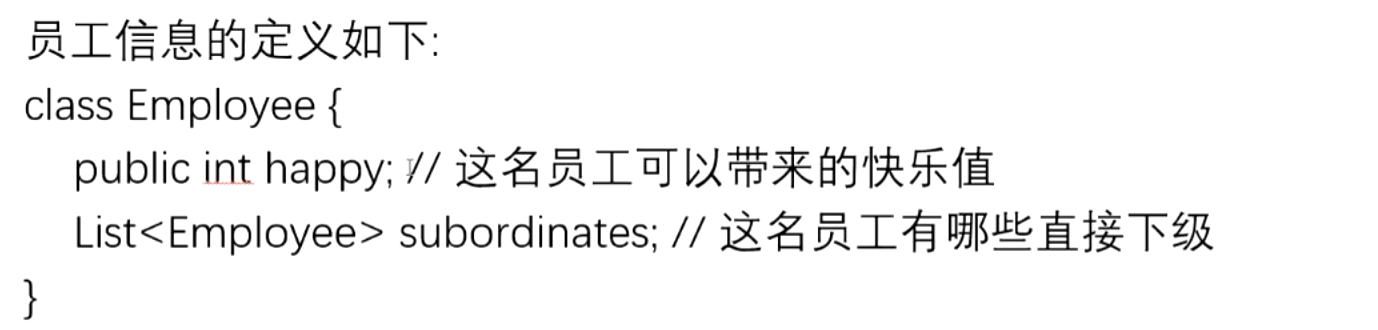 员工信息的定义如下:
class Employee {
public int happy; // 这名员工可以带来的快乐值
List<Employee> subordinates; // 这名员工有哪些直接下级
}